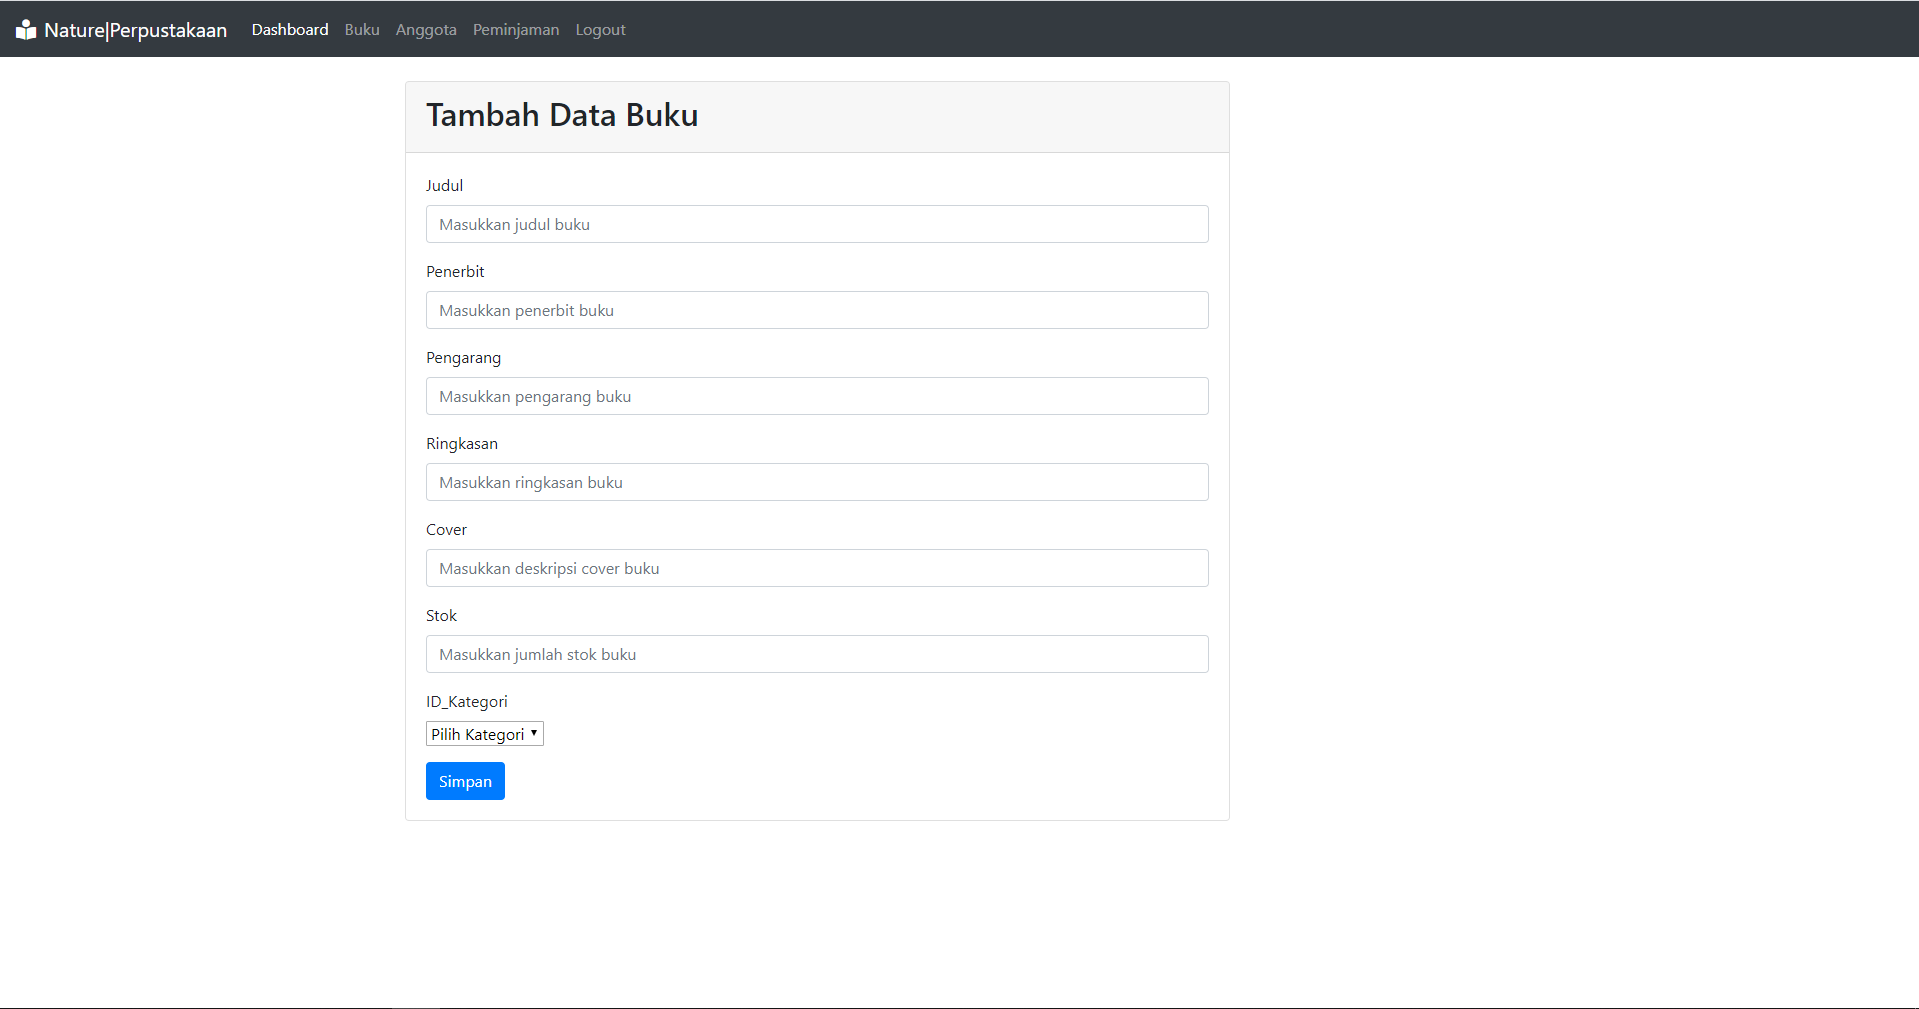 Nature|Perpustakaan Dashboard Buku Anggota Peminjaman Logout
Tambah Data Buku
Judul
Masukkan judul buku
Penerbit
Masukkan penerbit buku
Pengarang
Masukkan pengarang buku
Ringkasan
Masukkan ringkasan buku
Cover
Masukkan deskripsi cover buku
Stok
Masukkan jumlah stok buku
ID_Kategori
Pilih Kategori
Simpan